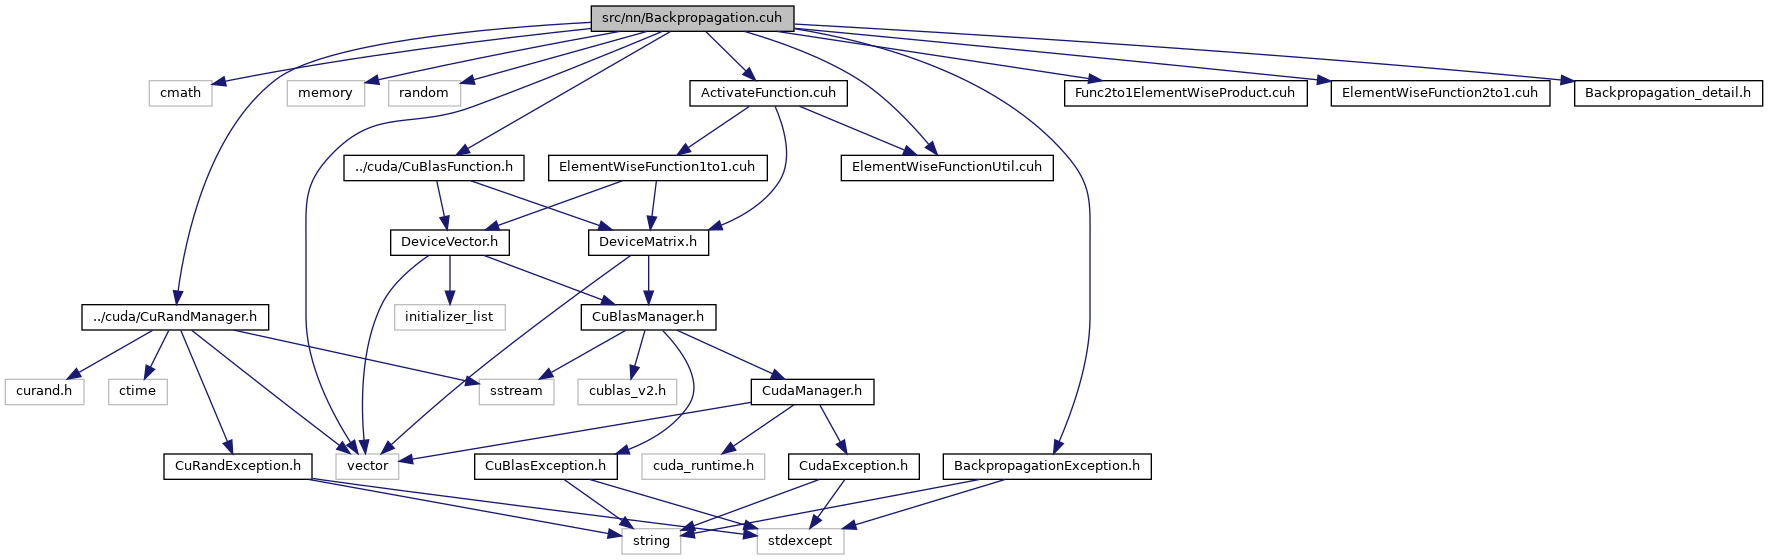 src/nn/Backpropagation.cuh
cmath
memory
random
ActivateFunction.cuh
Func2to1ElementWiseProduct.cuh
ElementWiseFunction2to1.cuh
Backpropagation_detail.h
../cuda/CuBlasFunction.h
ElementWiseFunction1to1.cuh
ElementWiseFunctionUtil.cuh
DeviceVector.h
DeviceMatrix.h
../cuda/CuRandManager.h
initializer_list
CuBlasManager.h
curand.h
ctime
sstream
cublas_v2.h
CudaManager.h
CuRandException.h
vector
CuBlasException.h
cuda_runtime.h
CudaException.h
BackpropagationException.h
string
stdexcept